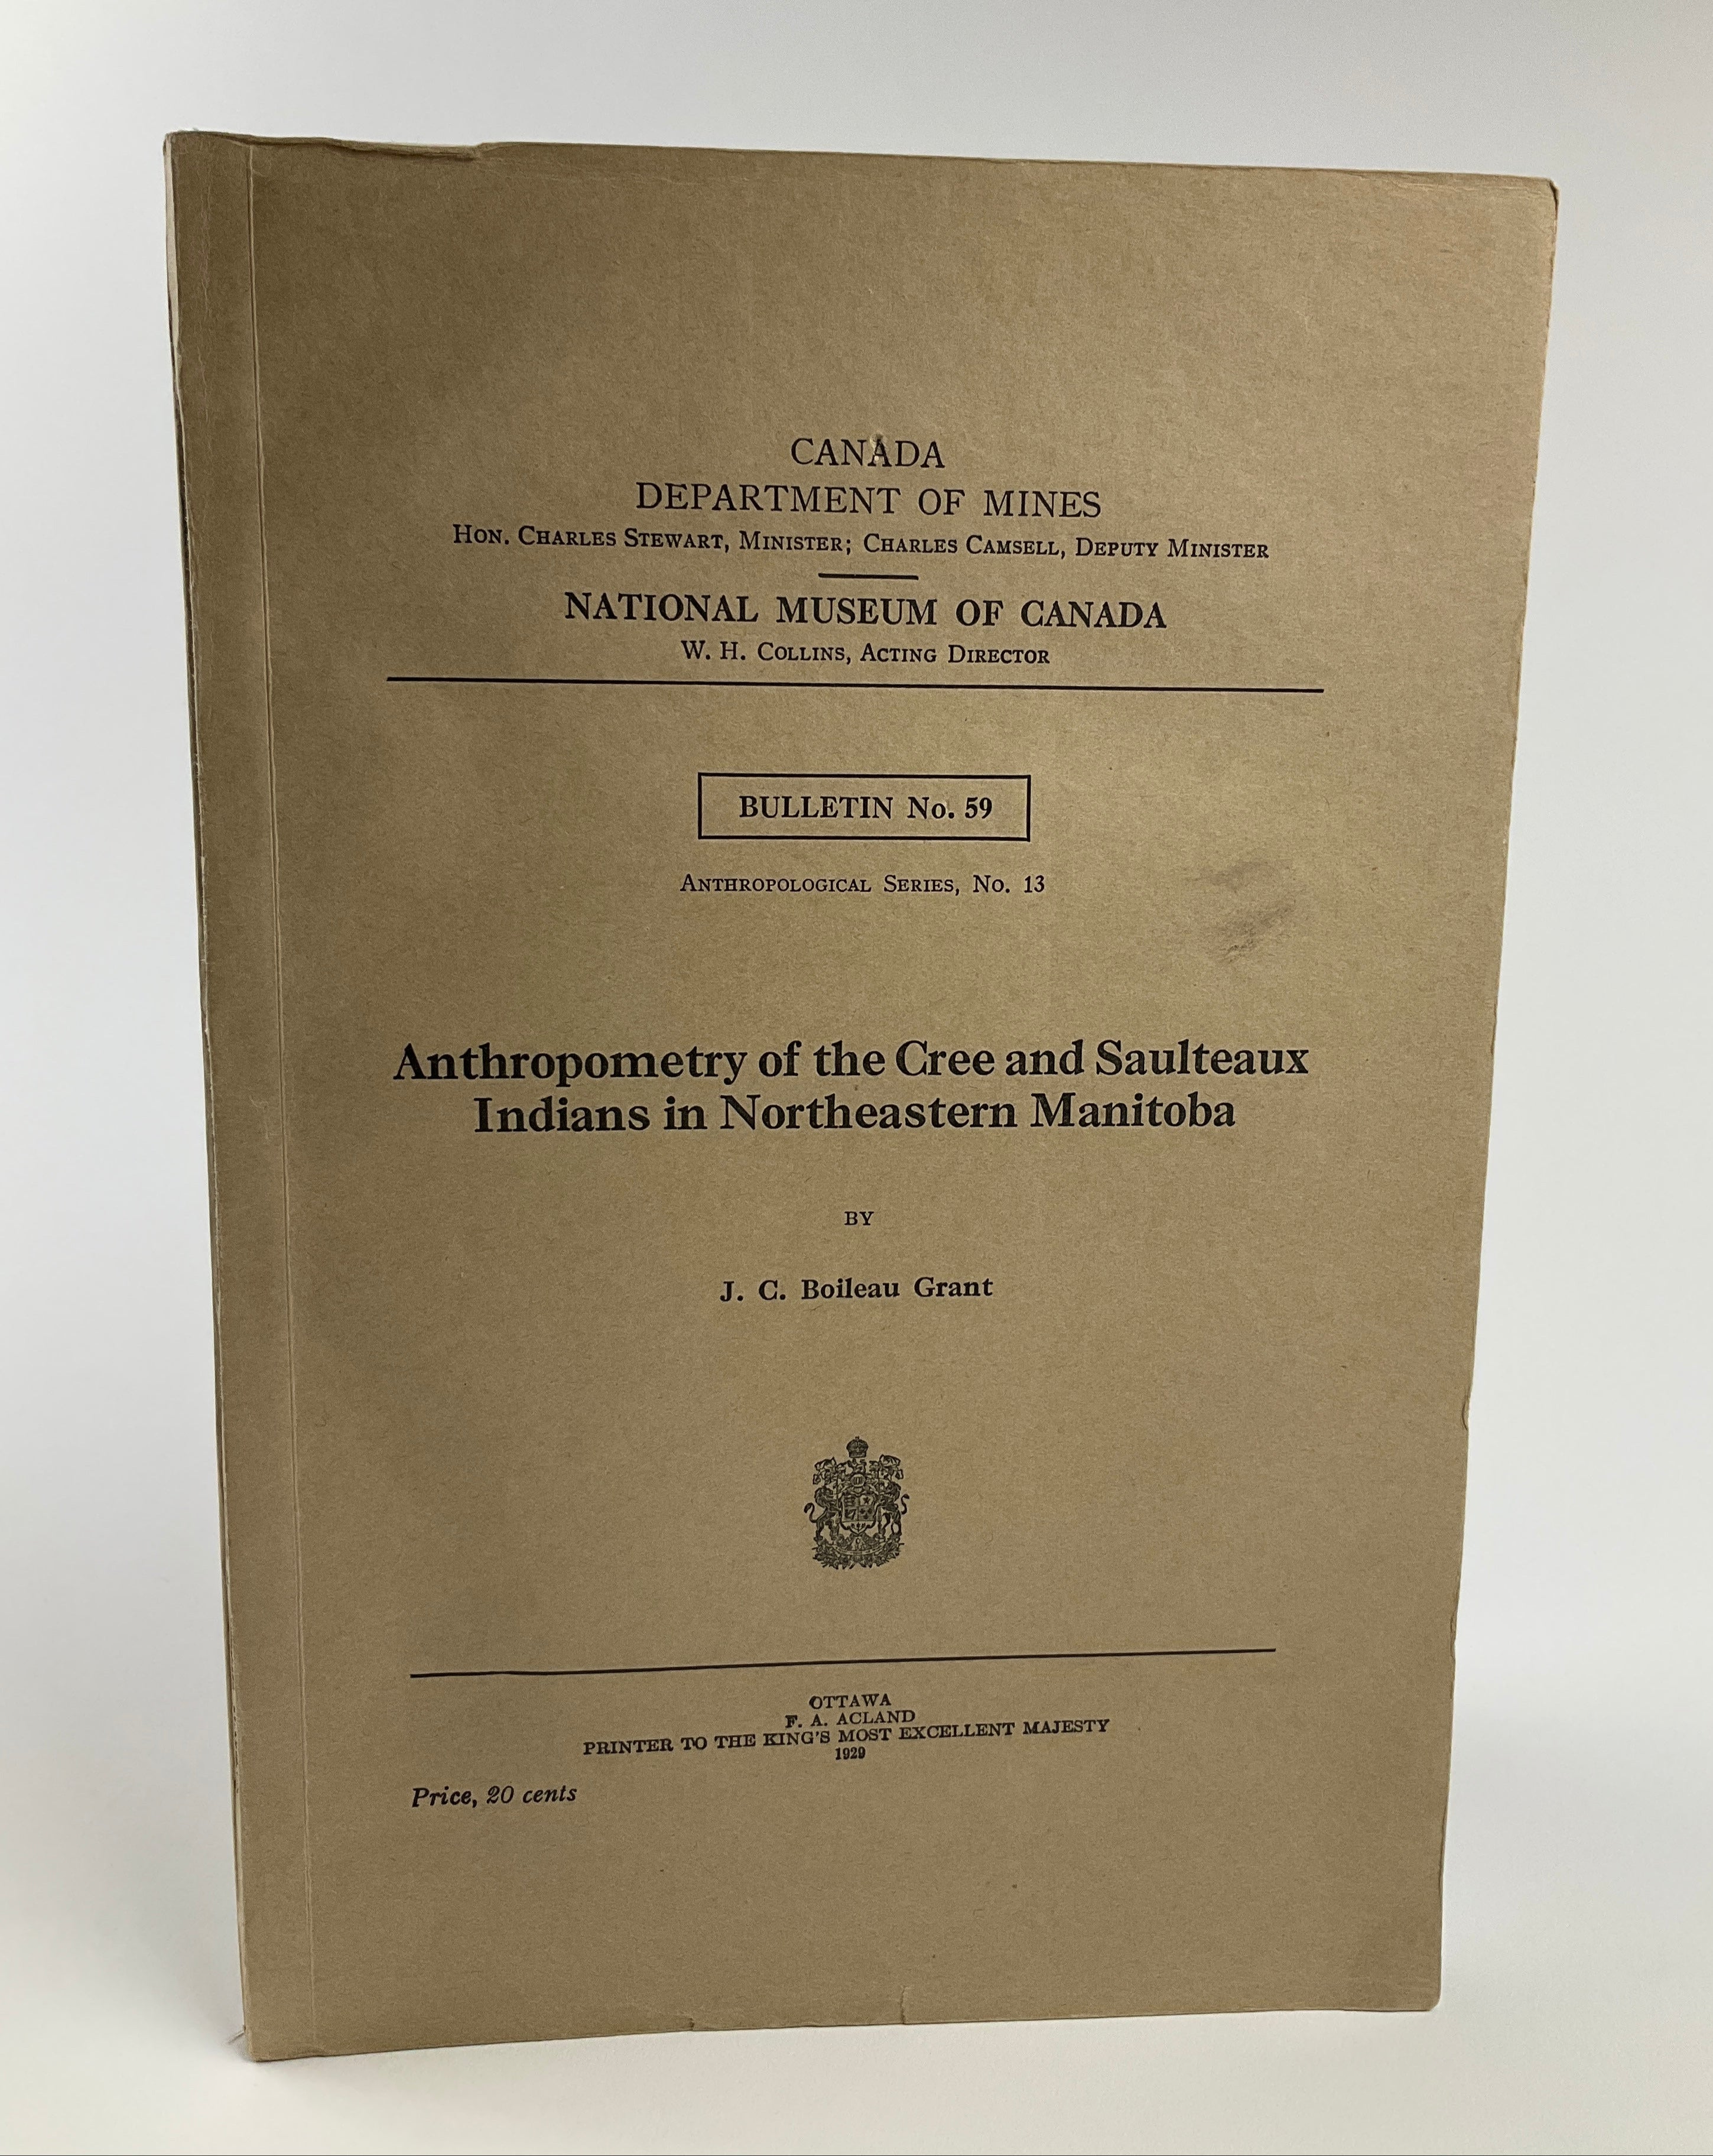 CANADA
DEPARTMENT OF MINES
HON. CHARLES STEWART, MINISTER; CHARLES CAMSELL, DEPUTY MINISTER
NATIONAL MUSEUM OF CANADA
W. H. COLLINS, ACTING DIRECTOR
BULLETIN No. 59
ANTHROPOLOGICAL SERIES, NO. 13
Anthropometry of the Cree and Saulteaux
Indians in Northeastern Manitoba
BY
J. C. Boileau Grant
OTTAWA
F. A. ACLAND
PRINTER TO THE KING'S MOST EXCELLENT MAJESTY
1929
Price, 20 cents